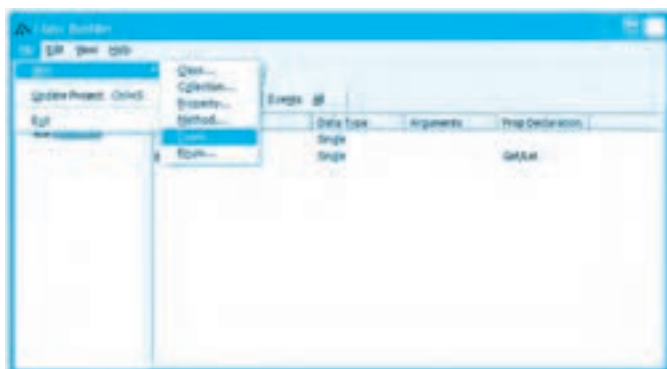 Class Builder
File Edit View Help
New
Update Project Ctrl+S
Exit
Class...
Collection...
Property...
Method...
Event...
Enum...
Events All
Data Type Arguments Prop Declaration
Single
Single Get/Let